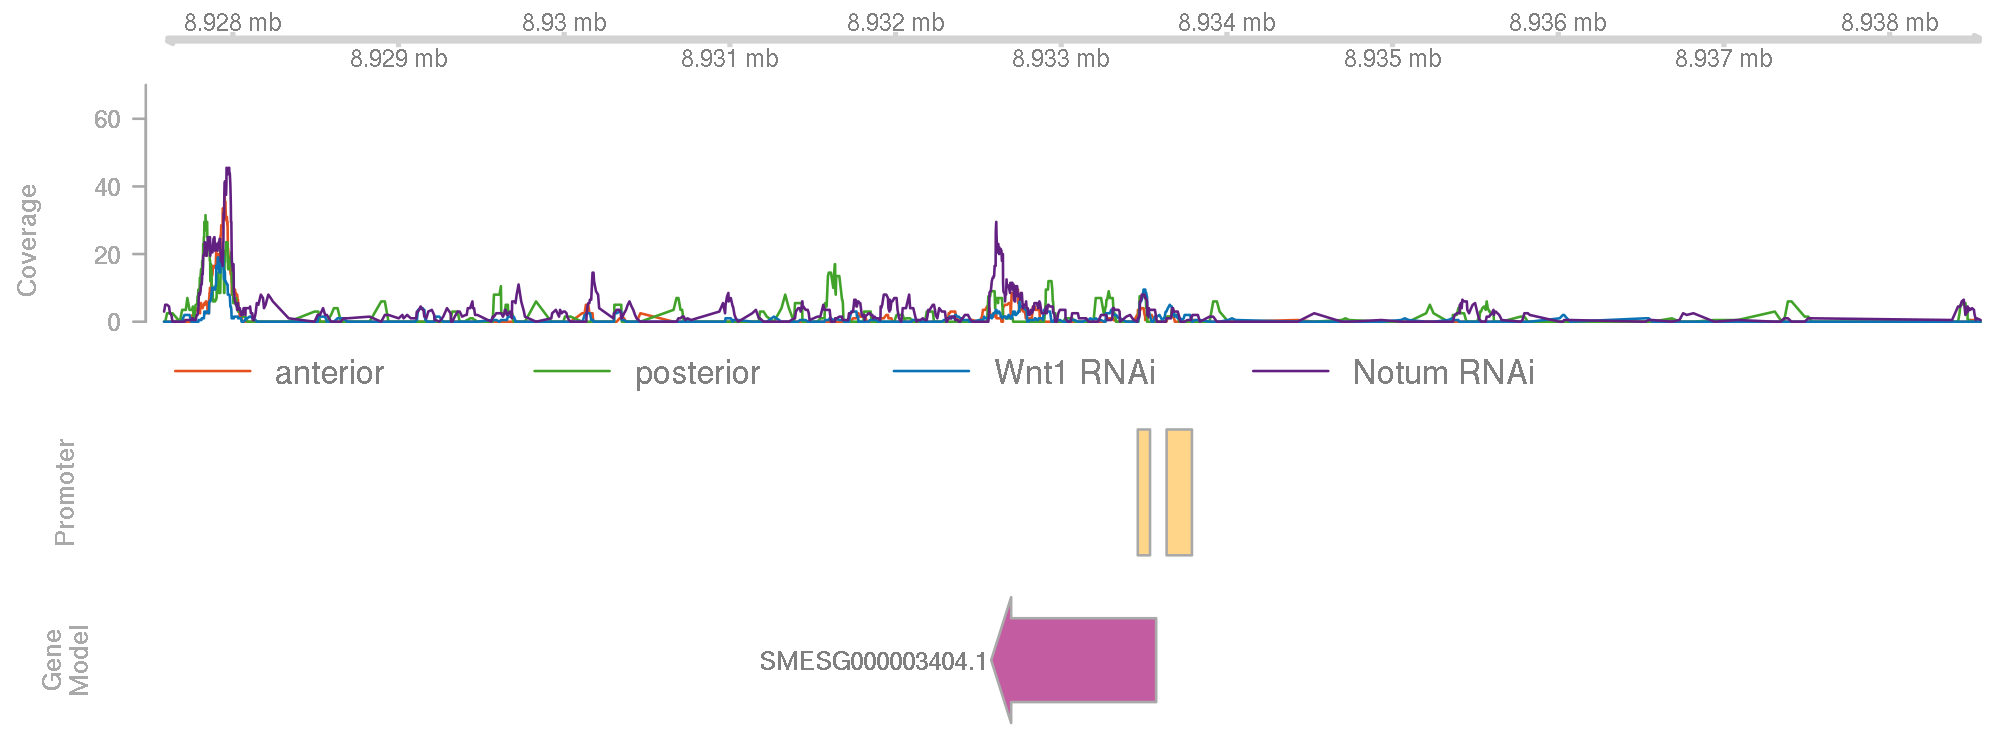 8.928 mb 8.93 mb 8.932 mb 8.934 mb 8.936 mb 8.938 mb
8.929 mb 8.931 mb 8.933 mb 8.935 mb 8.937 mb
Coverage
60
40
20
0
anterior posterior Wnt1 RNAi Notum RNAi
Promoter
Gene
Model
SMESG000003404.1